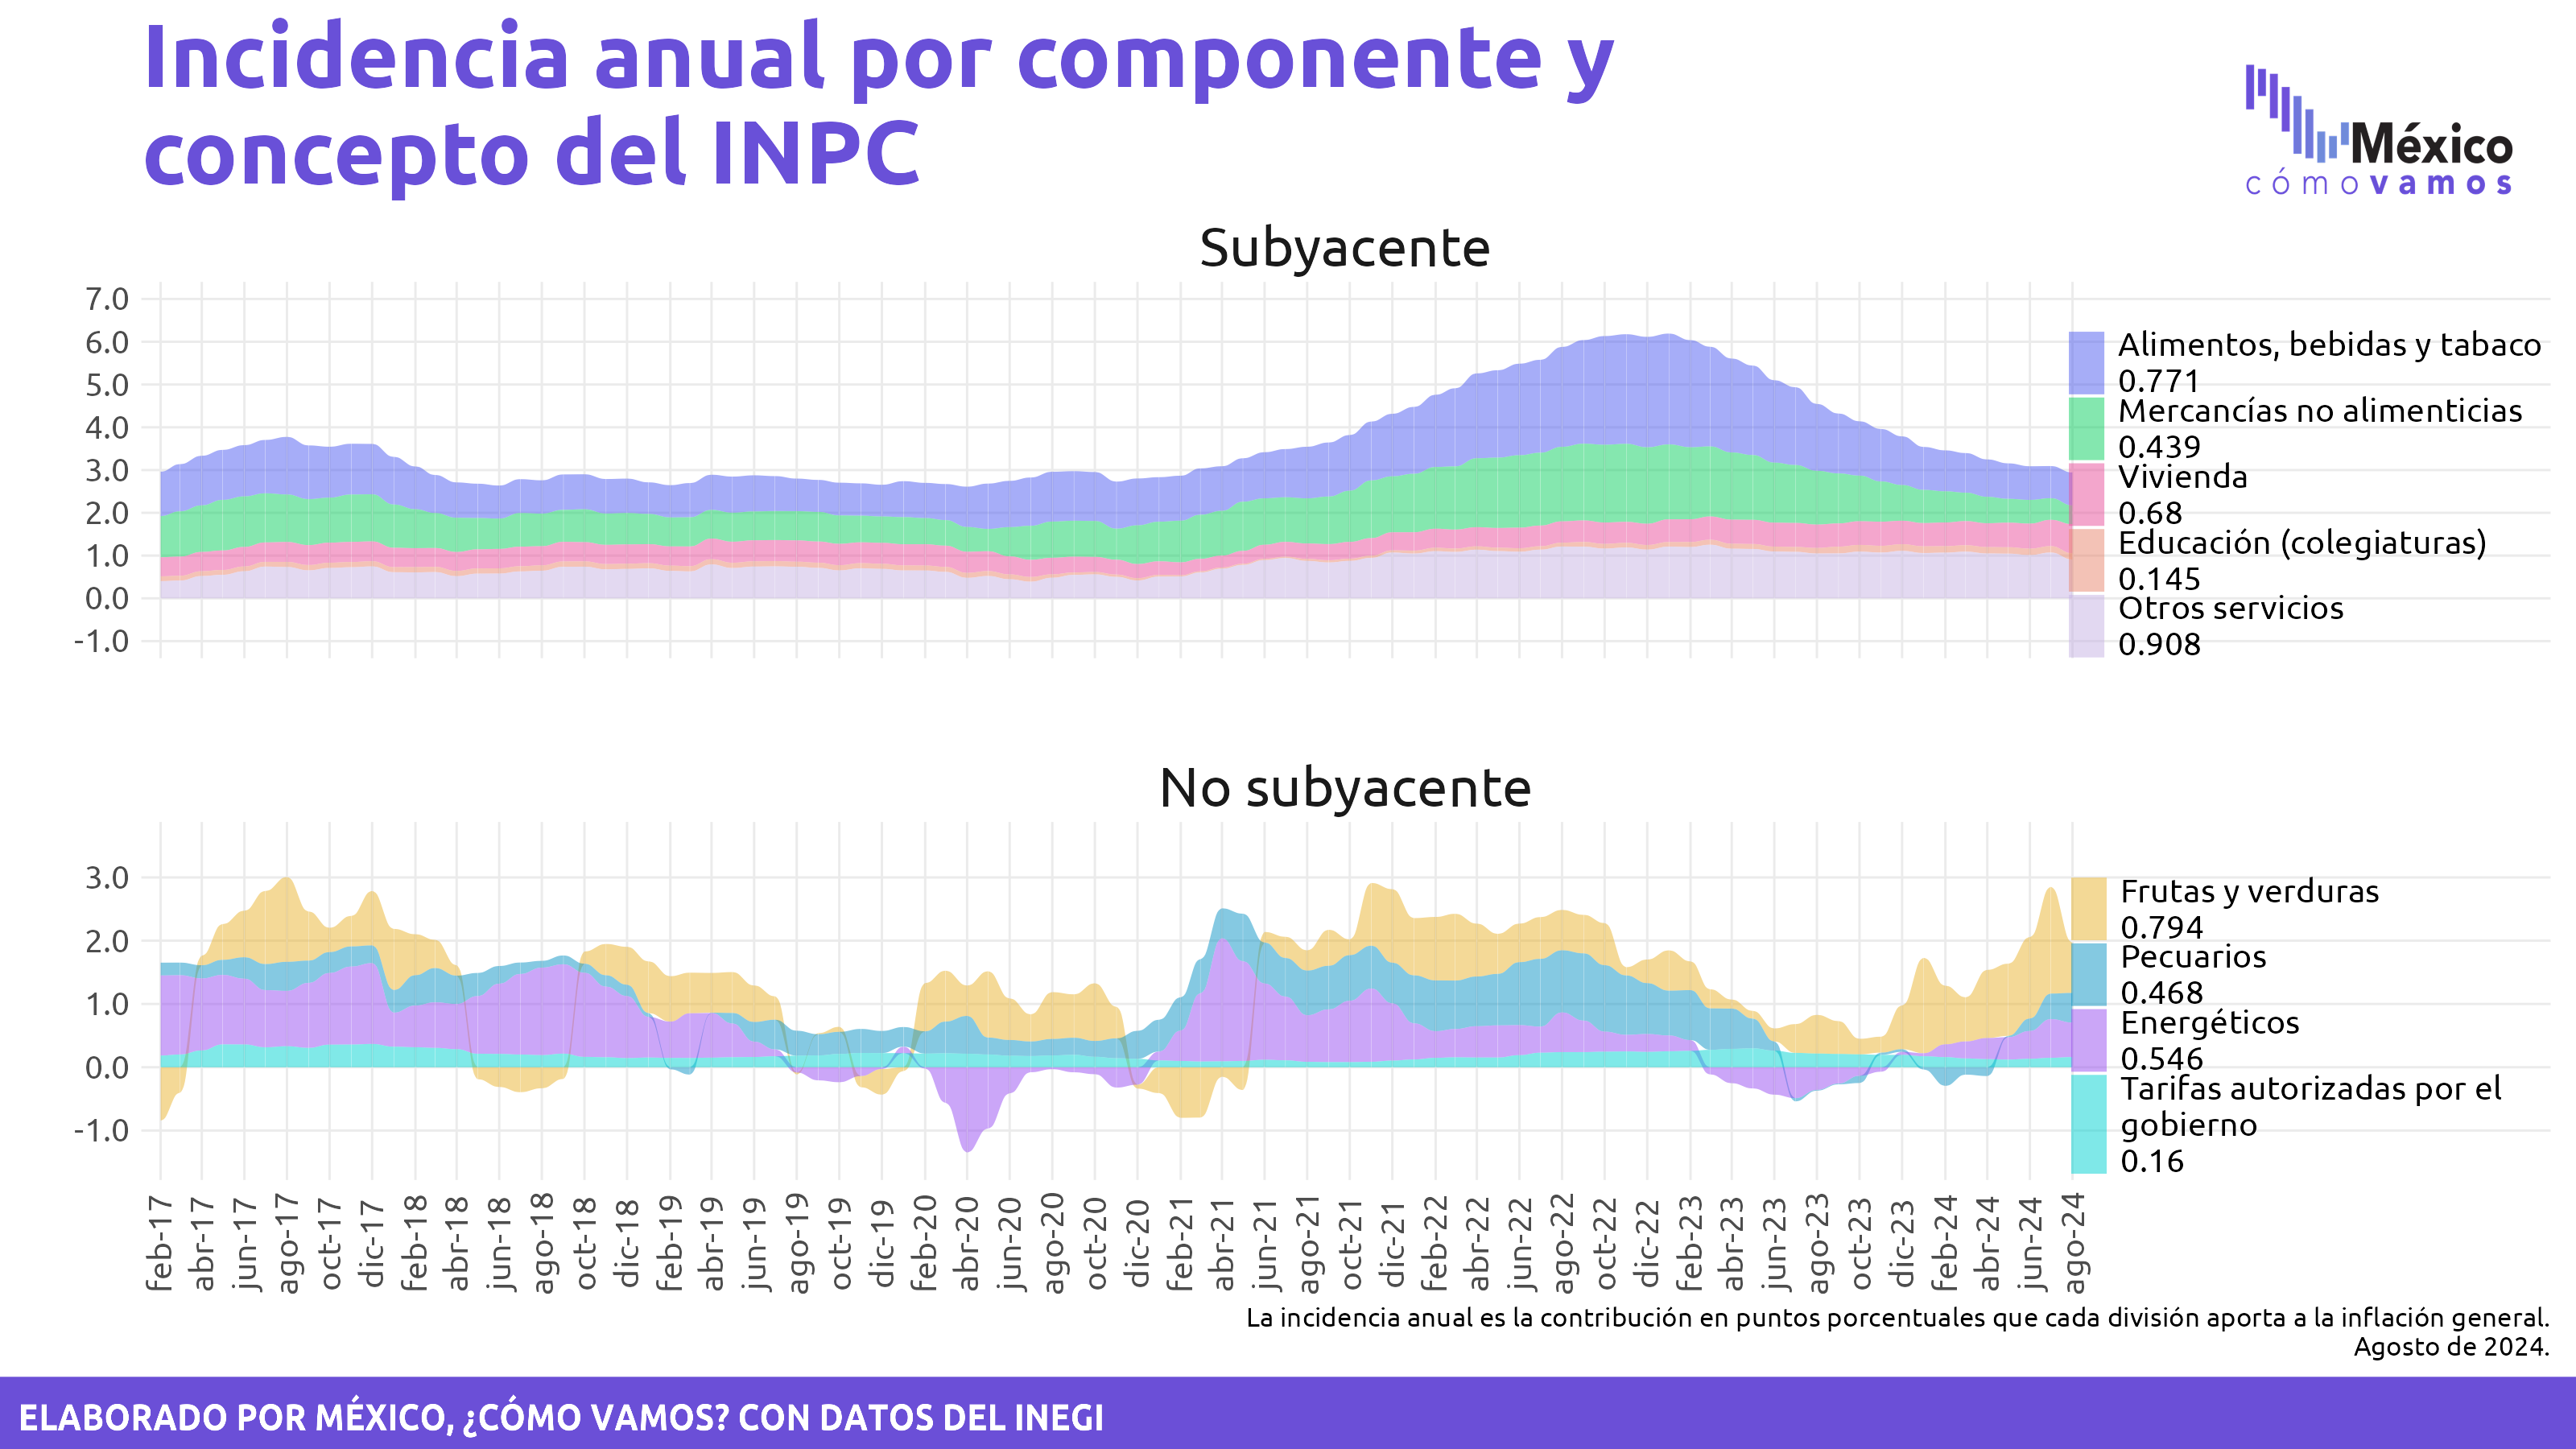 Incidencia anual por componente y
concepto del INPC
México
cómovamos
Subyacente
7.0
6.0
5.0
4.0
3.0
2.0
1.0
0.0
-1.0
Alimentos, bebidas y tabaco
0.771
Mercancías no alimenticias
0.439
Vivienda
0.68
Educación (colegiaturas)
0.145
Otros servicios
0.908
No subyacente
3.0
2.0
1.0
0.0
-1.0
Frutas y verduras
0.794
Pecuarios
0.468
Energéticos
0.546
Tarifas autorizadas por el
gobierno
0.16
feb-17
abr-17
jun-17
ago-17
oct-17
dic-17
feb-18
abr-18
jun-18
ago-18
oct-18
dic-18
feb-19
abr-19
jun-19
ago-19
oct-19
dic-19
feb-20
abr-20
jun-20
ago-20
oct-20
dic-20
feb-21
abr-21
jun-21
ago-21
oct-21
dic-21
feb-22
abr-22
jun-22
ago-22
oct-22
dic-22
feb-23
abr-23
jun-23
ago-23
oct-23
dic-23
feb-24
abr-24
jun-24
ago-24
La incidencia anual es la contribución en puntos porcentuales que cada división aporta a la inflación general.
Agosto de 2024.
ELABORADO POR MÉXICO, ¿CÓMO VAMOS? CON DATOS DEL INEGI